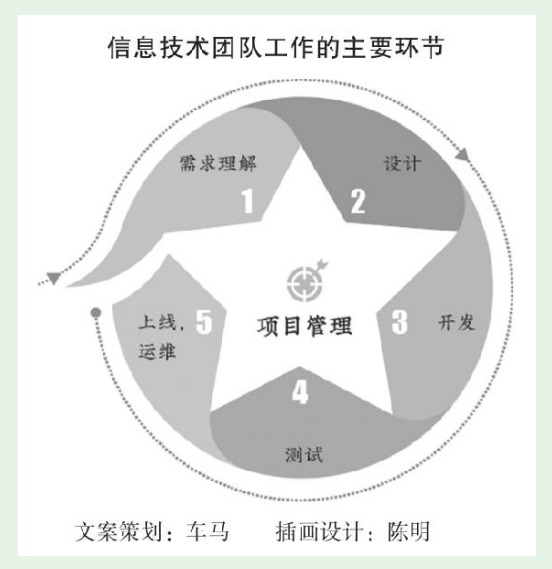 信息技术团队工作的主要环节
需求理解
1
设计
2
3
开发
4
测试
上线，
运维
5
项目管理
文案策划：车马 插画设计：陈明